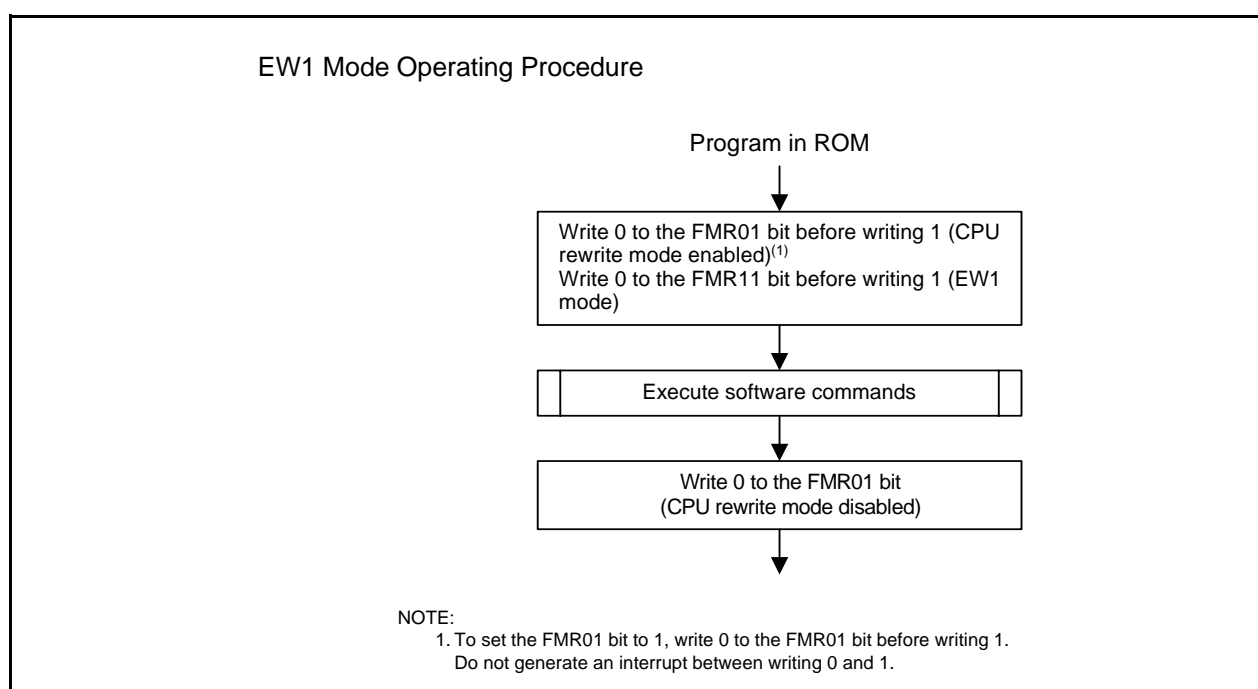 EW1 Mode Operating Procedure
Program in ROM
Write 0 to the FMR01 bit before writing 1 (CPU
rewrite mode enabled)(1)
Write 0 to the FMR11 bit before writing 1 (EW1
mode)
Execute software commands
Write 0 to the FMR01 bit
(CPU rewrite mode disabled)
NOTE:
1. To set the FMR01 bit to 1, write 0 to the FMR01 bit before writing 1.
Do not generate an interrupt between writing 0 and 1.